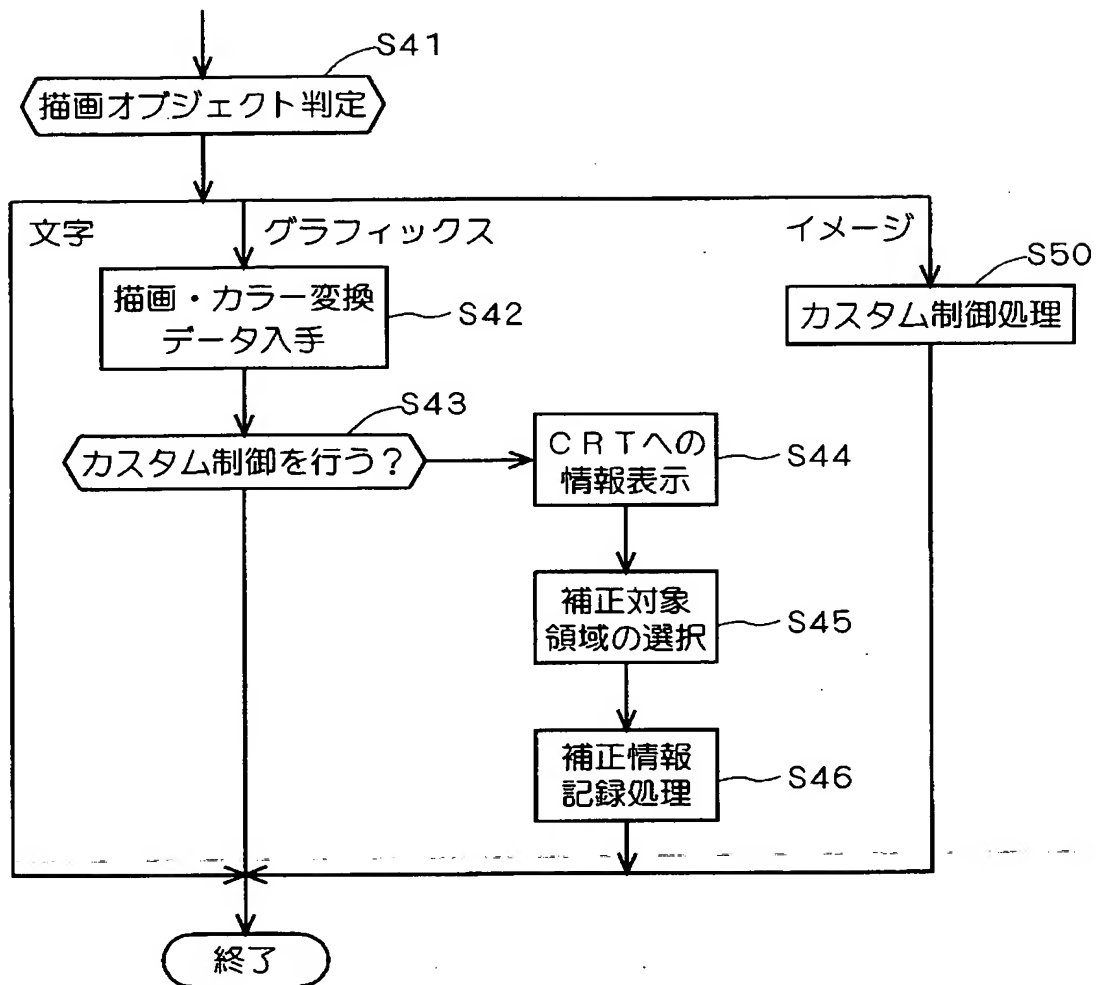 S41
描画オブジェクト判定
文字
グラフィックス
イメージ
S50
描画・カラー変換
データ入手
S42
カスタム制御処理
S43
カスタム制御を行う?
CRTへの
情報表示
S44
補正対象
領域の選択
S45
補正情報
記録処理
S46
終了